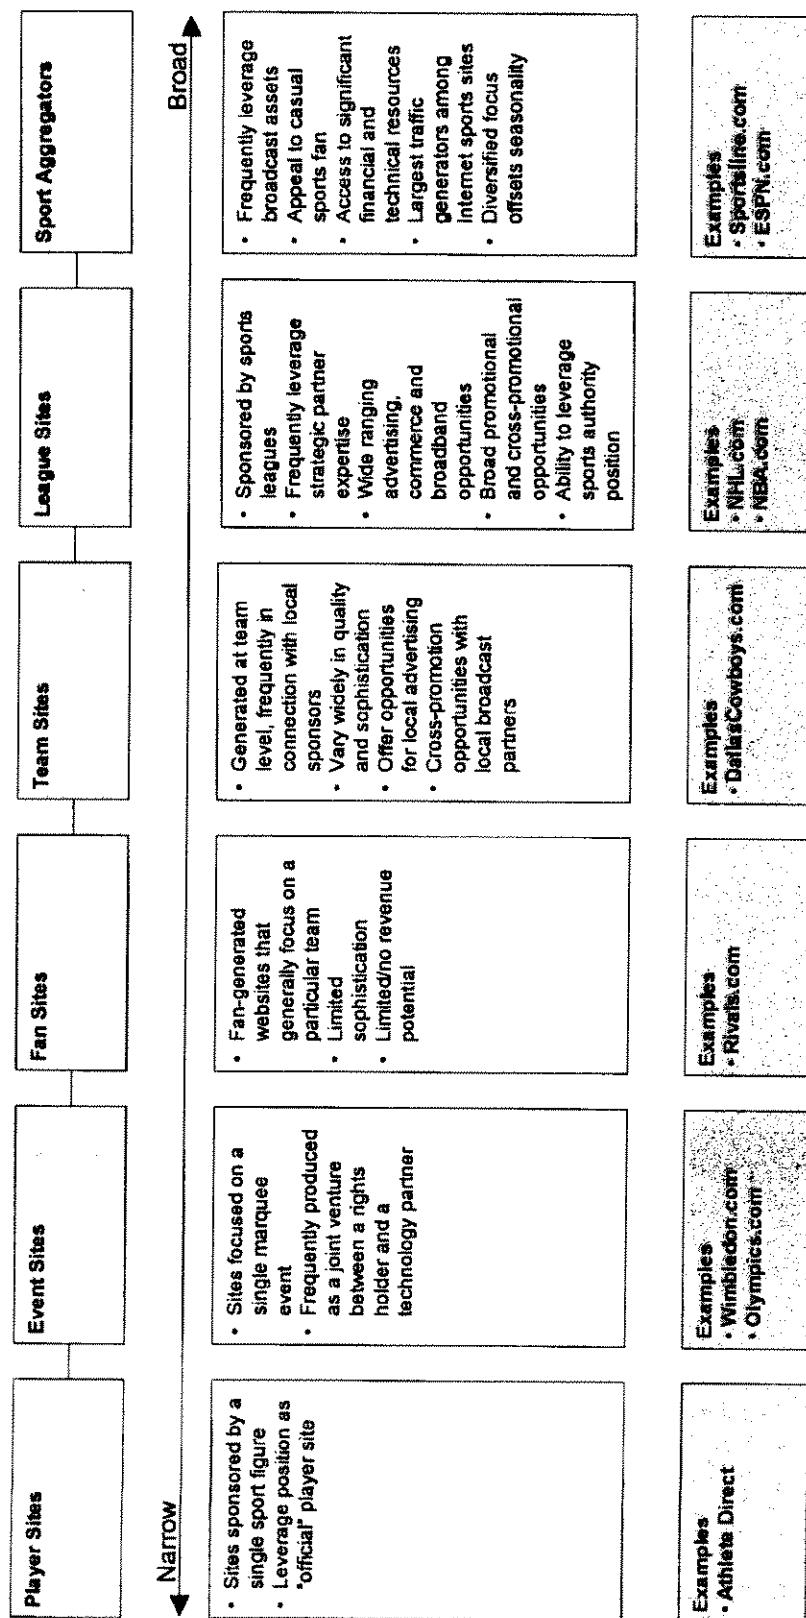 Player Sites
Event Sites
Fan Sites
Team Sites
League Sites
Sport Aggregators
Narrow
Broad
• Sites sponsored by a
single sport figure
• Leverage position as
"official" player site
• Sites focused on a
single marquee
event
• Frequently produced
as a joint venture
between a rights
holder and a
technology partner
• Fan-generated
websites that
generally focus on a
particular team
• Limited
sophistication
• Limited/no revenue
potential
• Generated at team
level, frequently in
connection with local
sponsors
• Vary widely in quality
and sophistication
• Offer opportunities
for local advertising
• Cross-promotion
opportunities with
local broadcast
partners
• Sponsored by sports
leagues
• Frequently leverage
strategic partner
expertise
• Wide ranging
advertising,
commerce and
broadband
opportunities
• Broad promotional
and cross-promotional
opportunities
• Ability to leverage
sports authority
position
• Frequently leverage
broadcast assets
• Appeal to casual
sports fan
• Access to significant
financial and
technical resources
• Largest traffic
generators among
Internet sports sites
• Diversified focus
offsets seasonality
Examples
• Athlete Direct
Examples
• Wimbledon.com
• Olympics.com
Examples
• Rivals.com
Examples
• DallasCowboys.com
Examples
• NHL.com
• NBA.com
Examples
• Sportsline.com
• ESPN.com